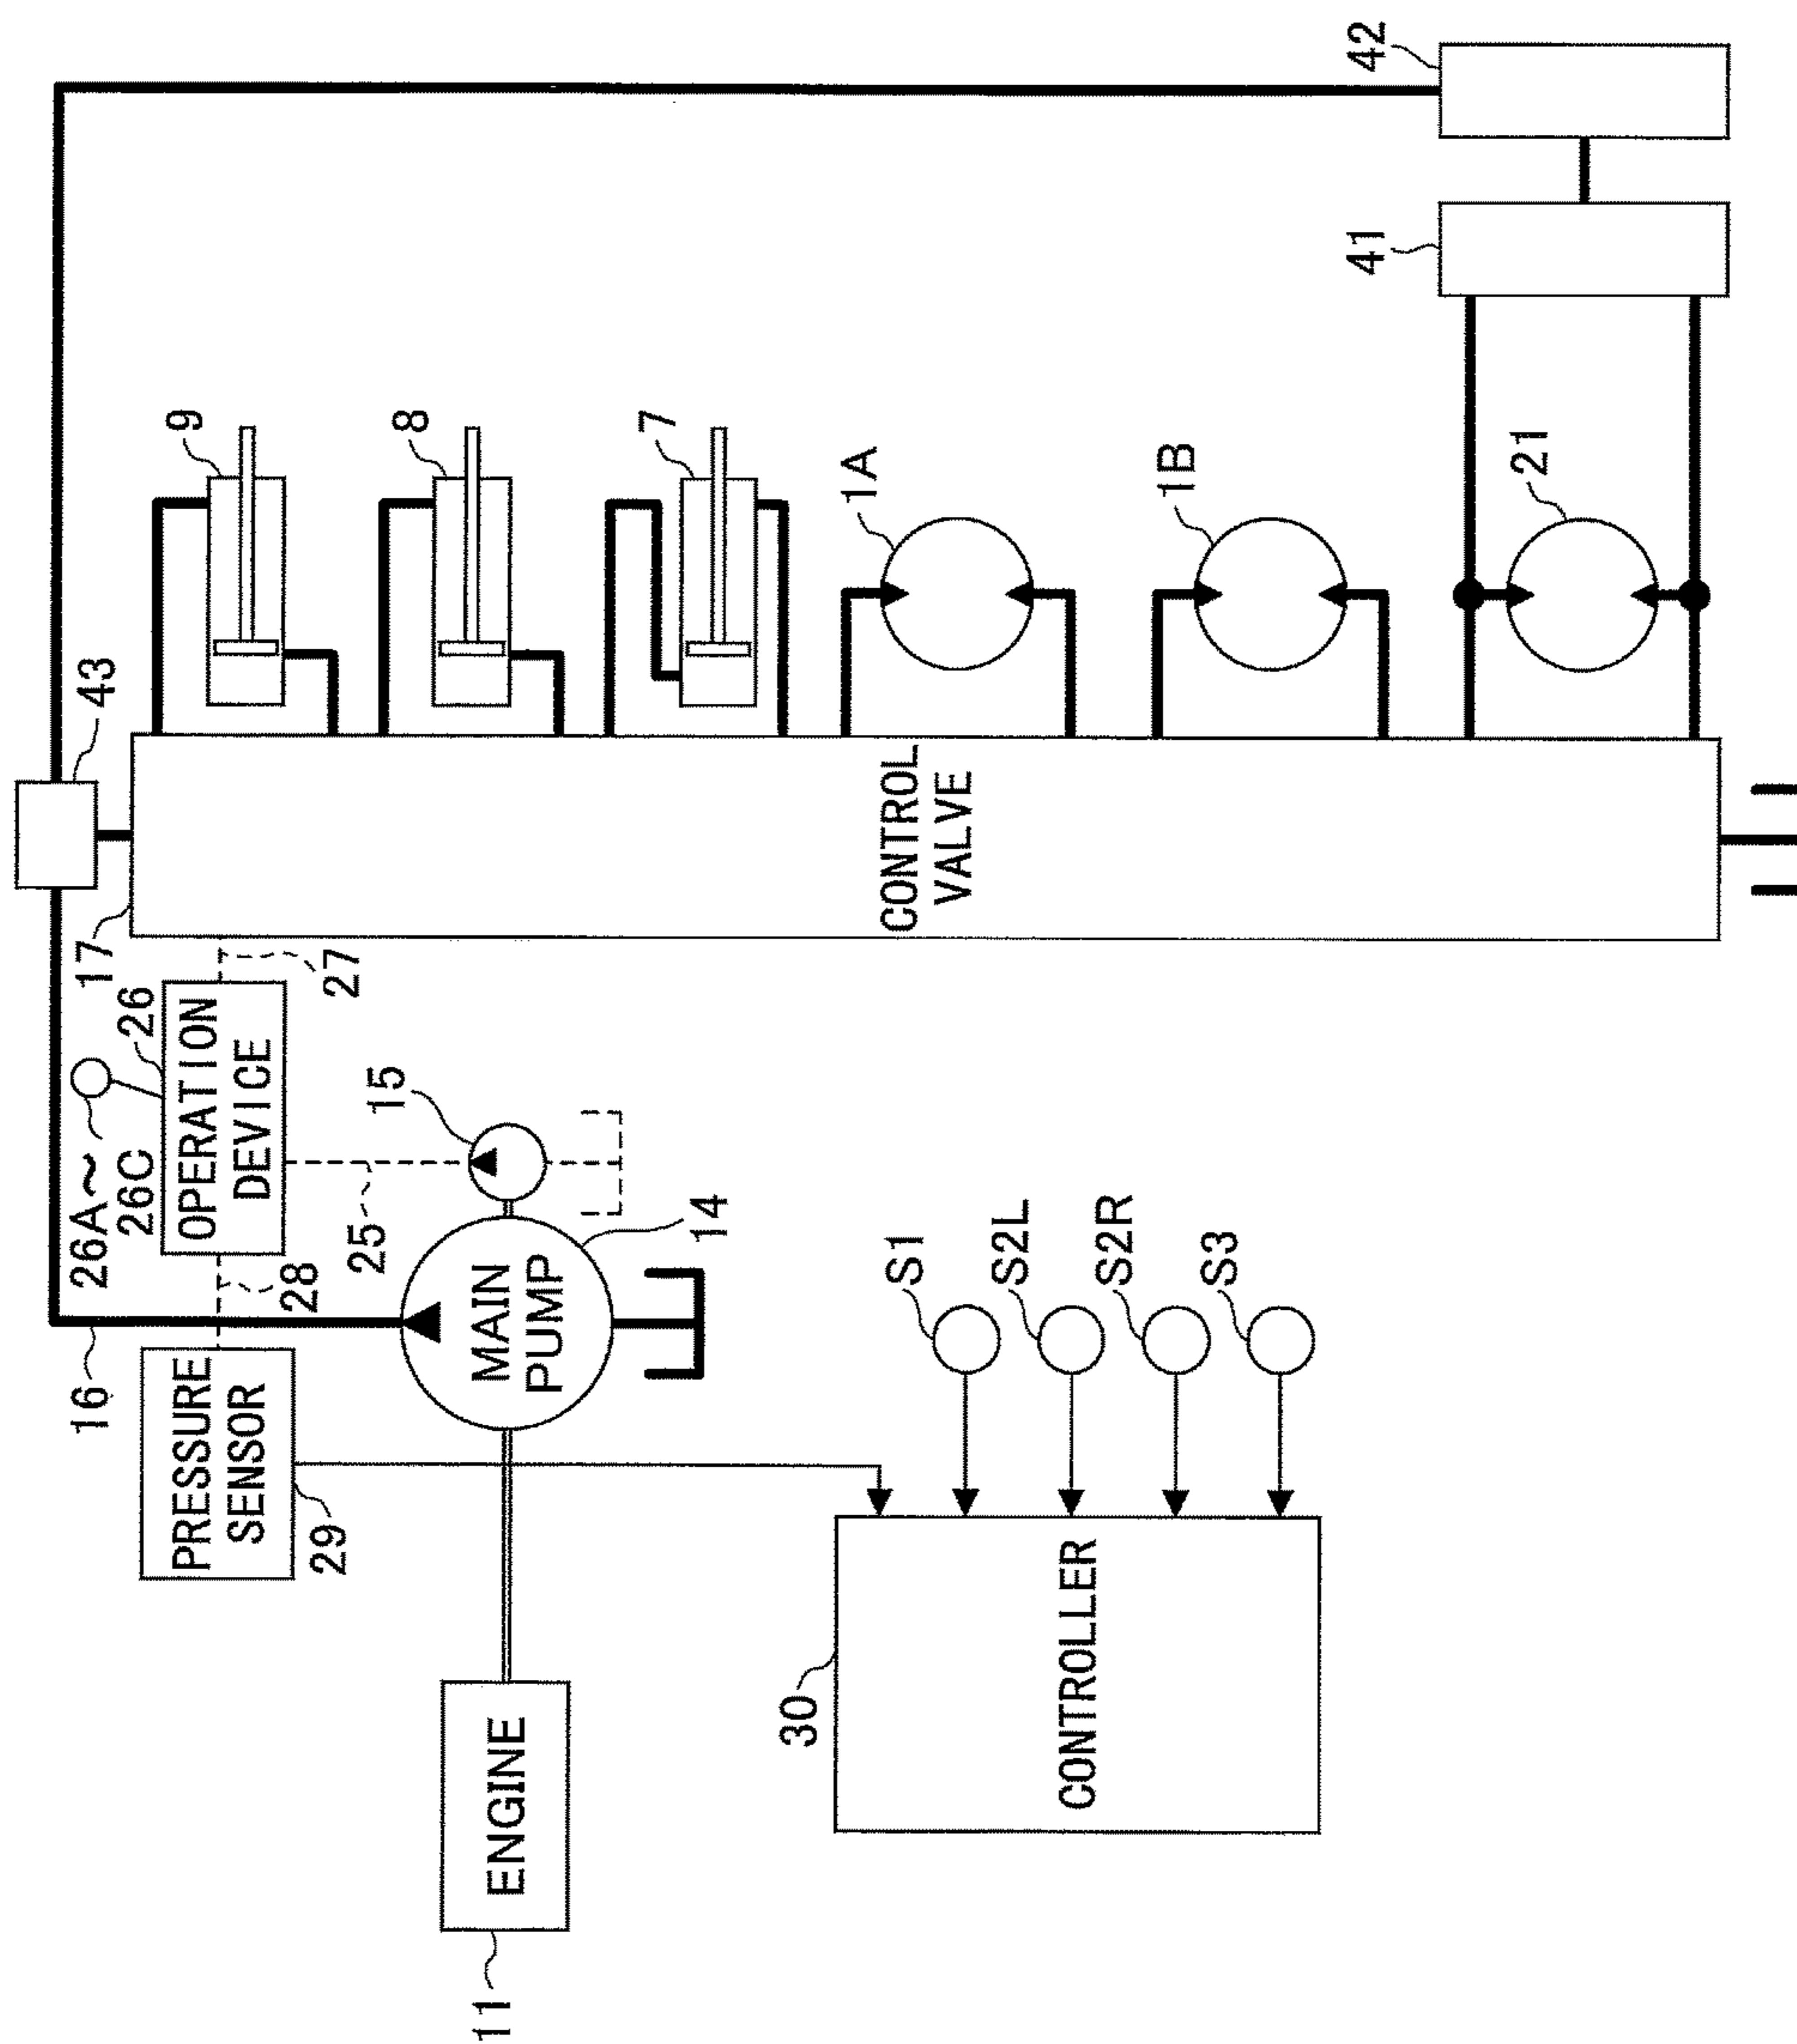 11
ENGINE
29
PRESSURE
SENSOR
16
28
26A~
26C
26
OPERATION
DEVICE
27
25
15
MAIN
PUMP
14
30
CONTROLLER
S1
S2L
S2R
S3
17
43
CONTROL
VALVE
9
8
7
1A
1B
21
41
42